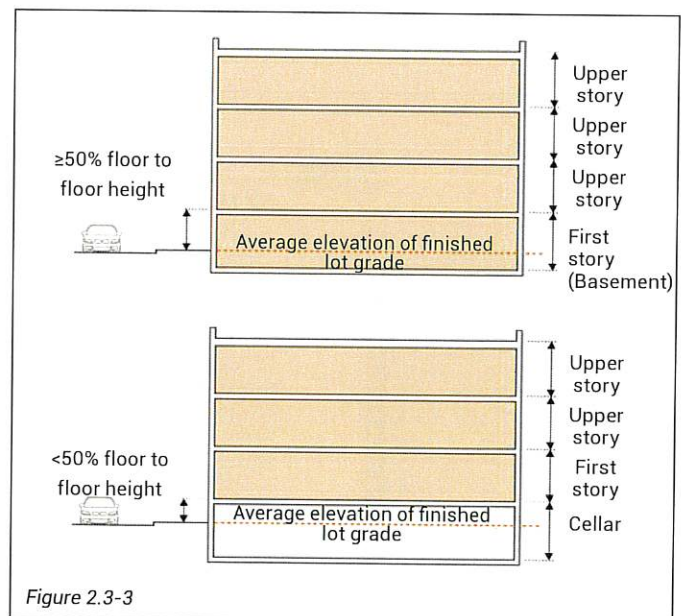 Upper
story
Upper
story
≥50% floor to
floor height
Upper
story
Average elevation of finished
lot grade
First
story
(Basement)
Upper
story
Upper
story
<50% floor to
floor height
First
story
Average elevation of finished
lot grade
Cellar
Figure 2.3-3